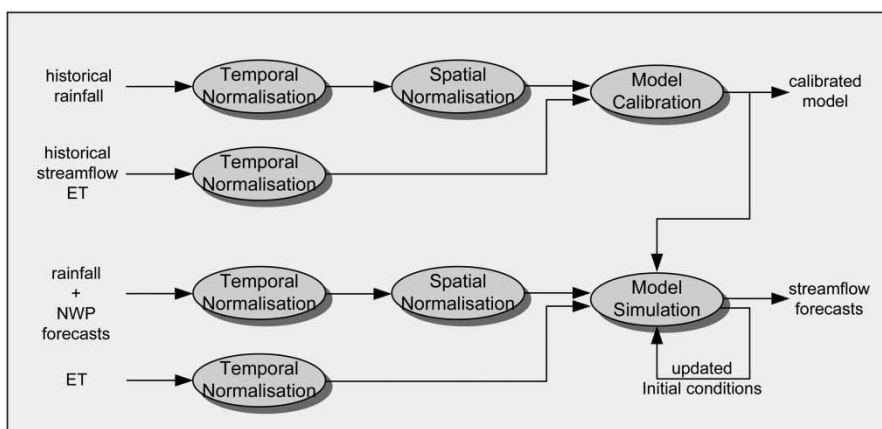 historical
rainfall
Temporal
Normalisation
Spatial
Normalisation
Model
Calibration
calibrated
model
historical
streamflow
ET
Temporal
Normalisation
rainfall
+
NWP
forecasts
Temporal
Normalisation
Spatial
Normalisation
Model
Simulation
streamflow
forecasts
ET
Temporal
Normalisation
updated
Initial conditions